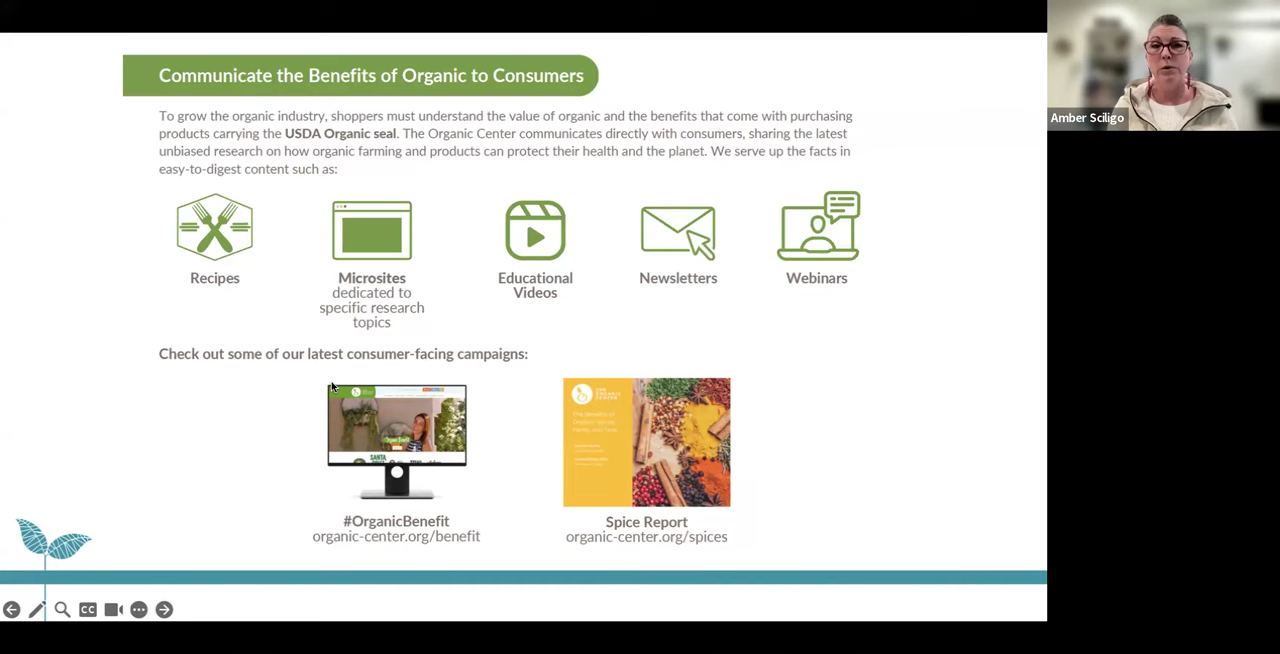 Communicate the Benefits of Organic to Consumers
To grow the organic industry, shoppers must understand the value of organic and the benefits that come with purchasing
products carrying the USDA Organic seal. The Organic Center communicates directly with consumers, sharing the latest
unbiased research on how organic farming and products can protect their health and the planet. We serve up the facts in
easy-to-digest content such as:
Recipes
Microsites
dedicated to
specific research
topics
Educational
Videos
Newsletters
Webinars
Check out some of our latest consumer-facing campaigns:
#OrganicBenefit
organic-center.org/benefit
Spice Report
organic-center.org/spices
CC
Amber Sciligo